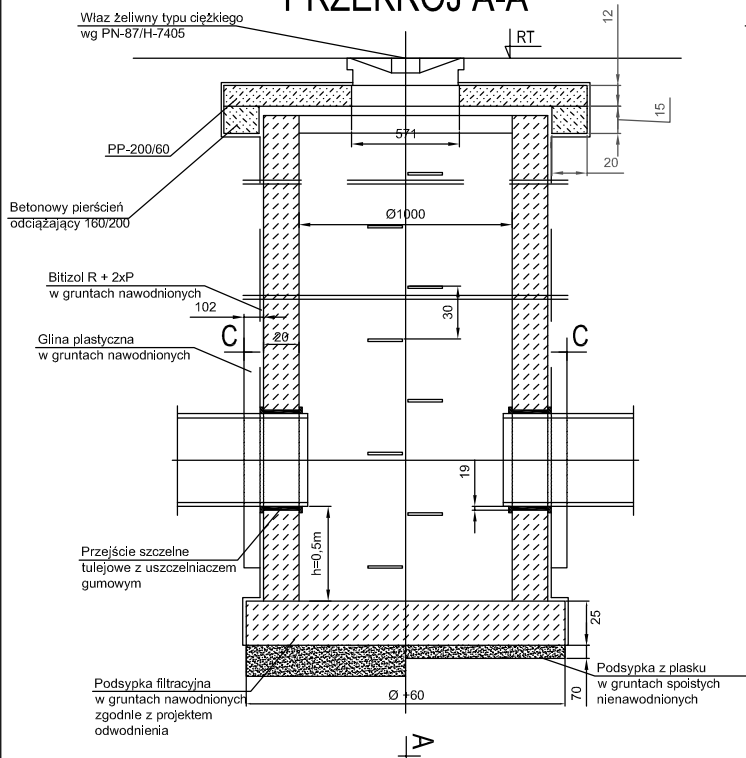 PRZEKRÓJ A-A
Właz żeliwny typu ciężkiego
wg PN-87/H-7405
RT
12
15
20
571
PP-200/60
Betonowy pierścień
odciążający 160/200
Ø1000
Bitizol R + 2xP
w gruntach nawodnionych
102
30
Glina plastyczna
w gruntach nawodnionych
C
20
C
19
h=0,5m
Przejście szczelne
tulejowe z uszczelniaczem
gumowym
25
Podsypka z plasku
w gruntach spoistych
nienawodnionych
70
Podsypka filtracyjna
w gruntach nawodnionych
zgodnie z projektem
odwodnienia
Ø
A